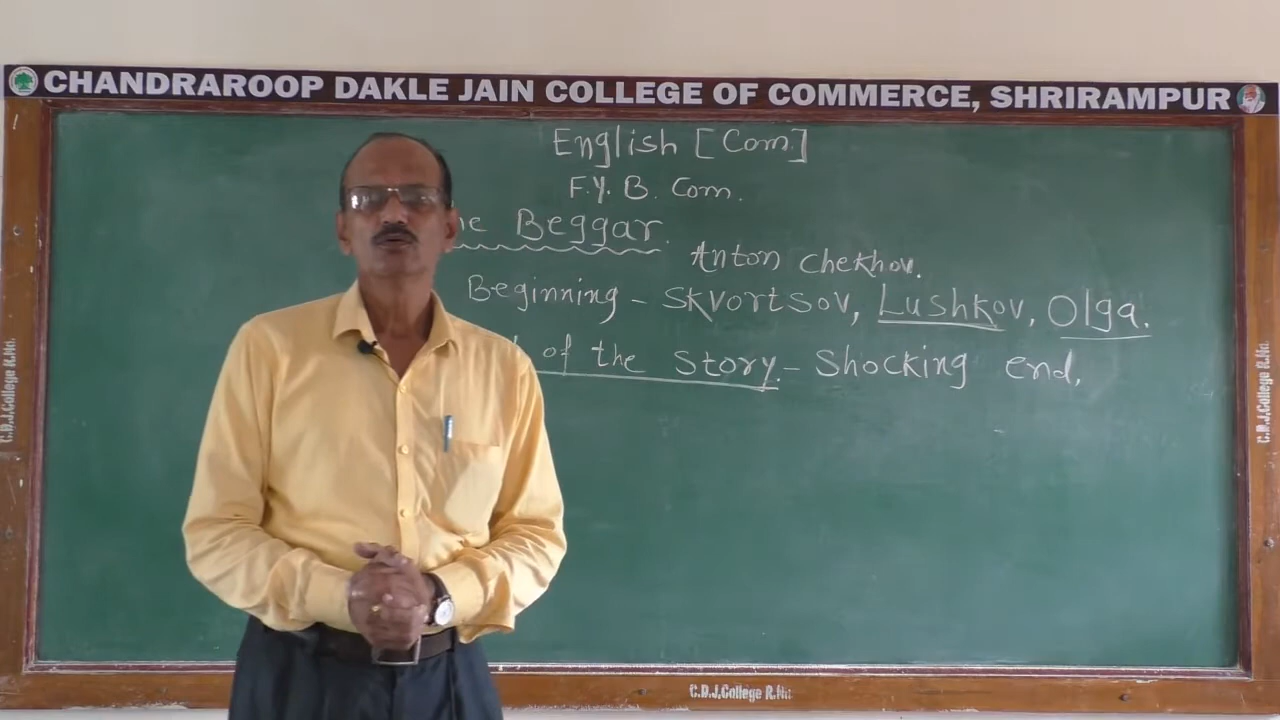 CHANDRAROOP DAKLE JAIN COLLEGE OF COMMERCE, SHRIRAMPUR
English [Com.]
F.Y. B. Com.
Beggar.
Anton Chekhov.
Beginning - Skvortsov, Lushkov, Olga.
of the Story. - Shocking end,
C.D.J.College R.No.
C.D.J.College R.No.
C.D.J.College R.No.